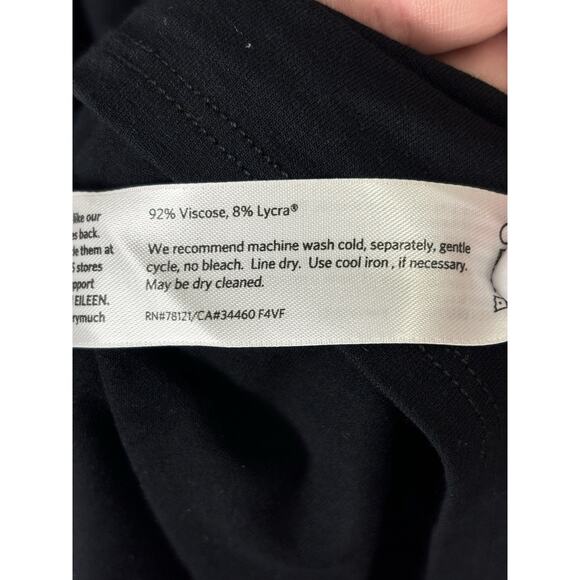 like our
es back.
de them at
S stores
pport
EILEEN.
rymuch
92% Viscose, 8% Lycra®
We recommend machine wash cold, separately, gentle
cycle, no bleach. Line dry. Use cool iron , if necessary.
May be dry cleaned.
RN#78121/CA#34460 F4VF